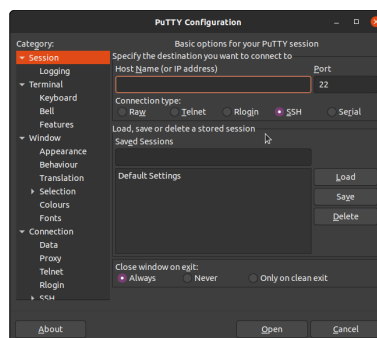 PuTTY Configuration
Category:
Session
Logging
Terminal
Keyboard
Bell
Features
Window
Appearance
Behaviour
Translation
Selection
Colours
Fonts
Connection
Data
Proxy
Telnet
Rlogin
SSH
Basic options for your PuTTY session
Specify the destination you want to connect to
Host Name (or IP address)
Port
22
Connection type:
Raw Telnet Rlogin SSH Serial
Load, save or delete a stored session
Saved Sessions
Default Settings
Load
Save
Delete
Close window on exit:
Always Never Only on clean exit
About
Open
Cancel